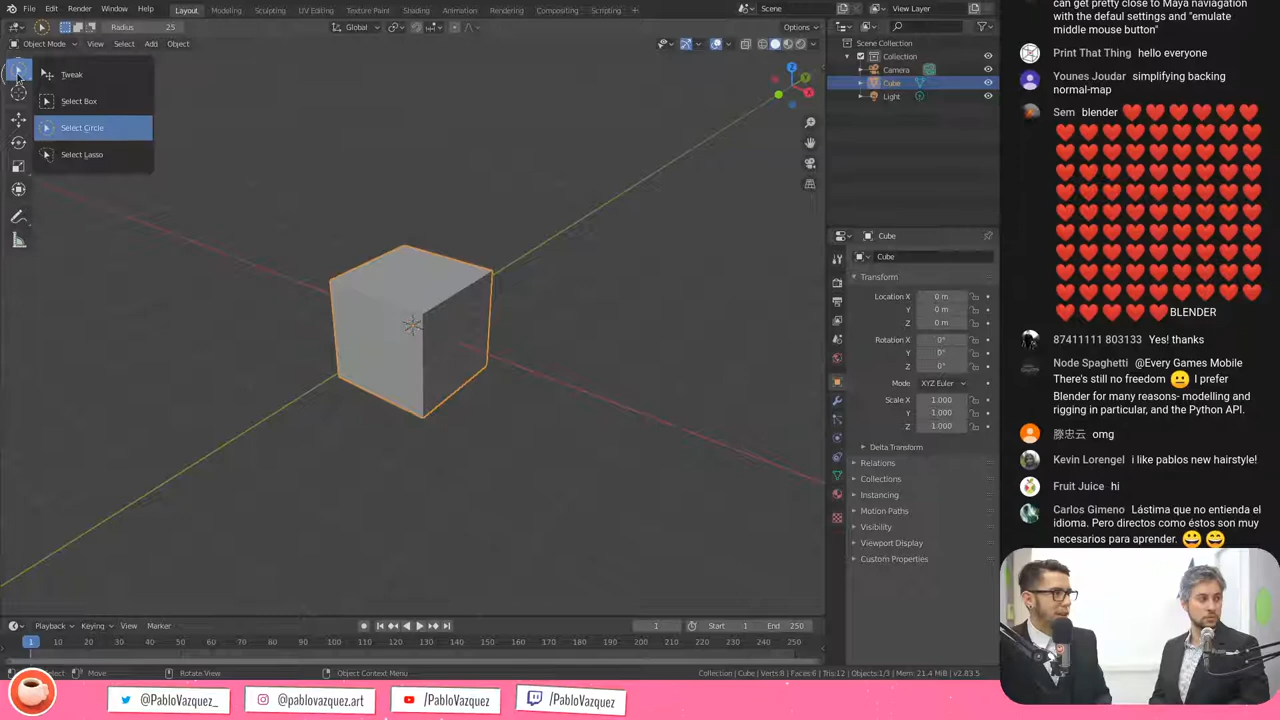 File Edit Render Window Help Layout Modeling Sculpting UV Editing Texture Paint Shading Animation Rendering Compositing Scripting Scene View Layer
Radius 25 Global Options
Object Mode View Select Add Object
Tweak
Select Box
Select Circle
Select Lasso
Z
Y
X
Scene Collection
Collection
Camera
Cube
Light
Cube
Cube
Transform
Location X 0 m
Y 0 m
Z 0 m
Rotation X 0°
Y 0°
Z 0°
Mode XYZ Euler
Scale X 1.000
Y 1.000
Z 1.000
Delta Transform
Relations
Collections
Instancing
Motion Paths
Visibility
Viewport Display
Custom Properties
Playback Keying View Marker 1 Start 1 End 250
1 10 20 30 40 50 60 70 80 90 100 110 120 130 140 150 160 170 180 190 200 210 220 230 240 250
Move Rotate View Object Context Menu Collection | Cube | Verts:8 | Faces:6 | Tris:12 | Objects:1/3 | Mem: 21.4 MiB | v2.83.5
can get pretty close to Maya naviagation
with the defaul settings and "emulate
middle mouse button"
Print That Thing hello everyone
Younes Joudar simplifying backing
normal-map
Sem blender ❤❤❤❤❤❤❤
❤❤❤❤❤❤❤❤❤❤❤
❤❤❤❤❤❤❤❤❤❤❤
❤❤❤❤❤❤❤❤❤❤❤
❤❤❤❤❤❤❤❤❤❤❤
❤❤❤❤❤❤❤❤❤❤❤
❤❤❤❤❤❤❤❤❤❤❤
❤❤❤❤❤❤❤❤❤❤❤
❤❤❤❤❤❤❤❤❤❤❤
❤❤❤❤❤❤❤❤❤❤❤
❤❤❤❤❤❤BLENDER
87411111 803133 Yes! thanks
Node Spaghetti @Every Games Mobile
There's still no freedom 😐 I prefer
Blender for many reasons- modelling and
rigging in particular, and the Python API.
滕忠云 omg
Kevin Lorengel i like pablos new hairstyle!
Fruit Juice hi
Carlos Gimeno Lástima que no entienda el
idioma. Pero directos como éstos son muy
necesarios para aprender. 😀 😄
@PabloVazquez_ @pablovazquez.art /PabloVazquez /PabloVazquez